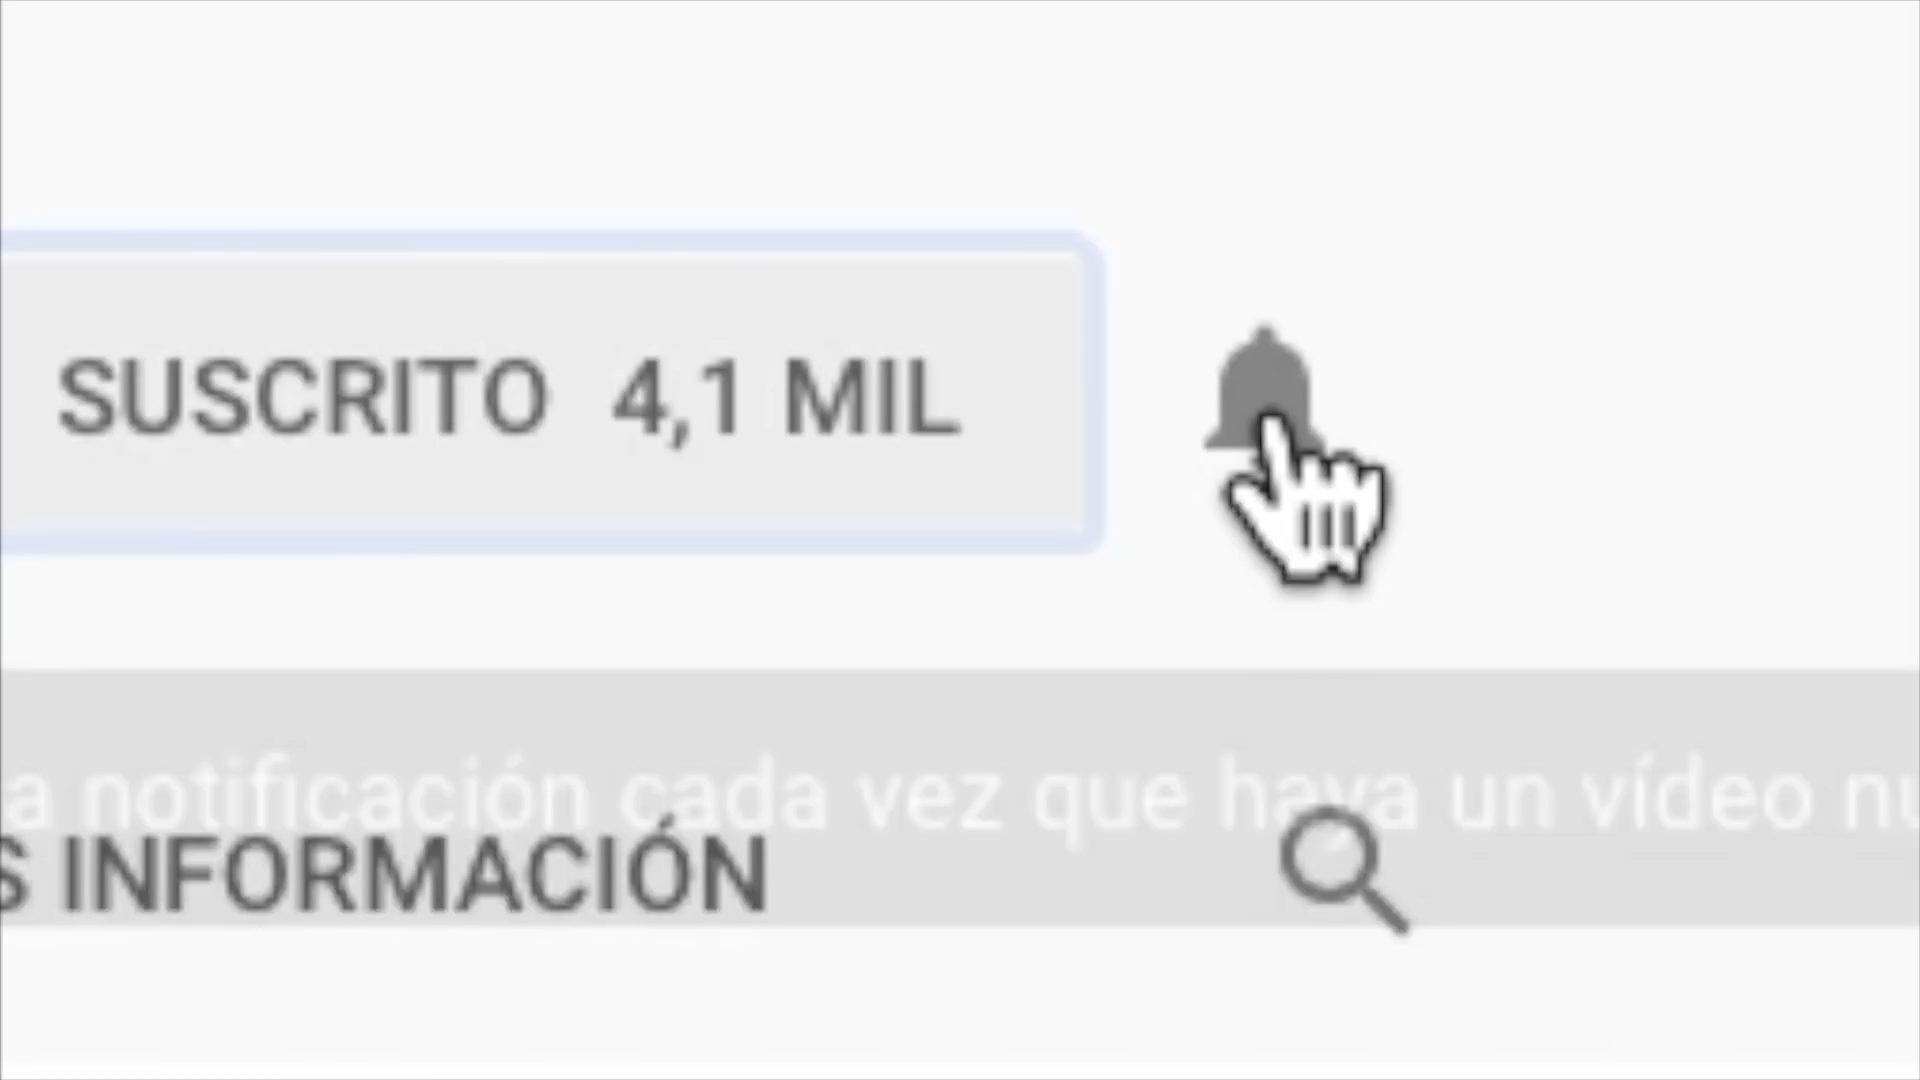 SUSCRITO 4,1 MIL
a notificación cada vez que haya un vídeo nu
S INFORMACIÓN